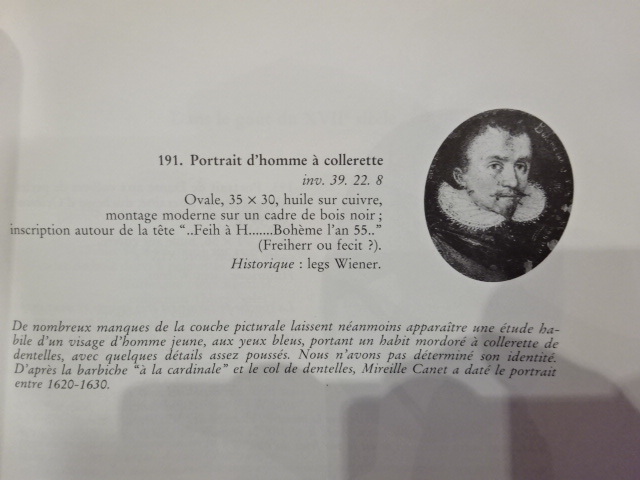 191. Portrait d'homme à collerette
inv. 39. 22. 8
Ovale, 35 × 30, huile sur cuivre,
montage moderne sur un cadre de bois noir ;
inscription autour de la tête “..Feih à H.......Bohème l'an 55..”
(Freiherr ou fecit ?).
Historique : legs Wiener.
De nombreux manques de la couche picturale laissent néanmoins apparaître une étude ha-
bile d'un visage d'homme jeune, aux yeux bleus, portant un habit mordoré à collerette de
dentelles, avec quelques détails assez poussés. Nous n'avons pas déterminé son identité.
D'après la barbiche “à la cardinale” et le col de dentelles, Mireille Canet a daté le portrait
entre 1620-1630.